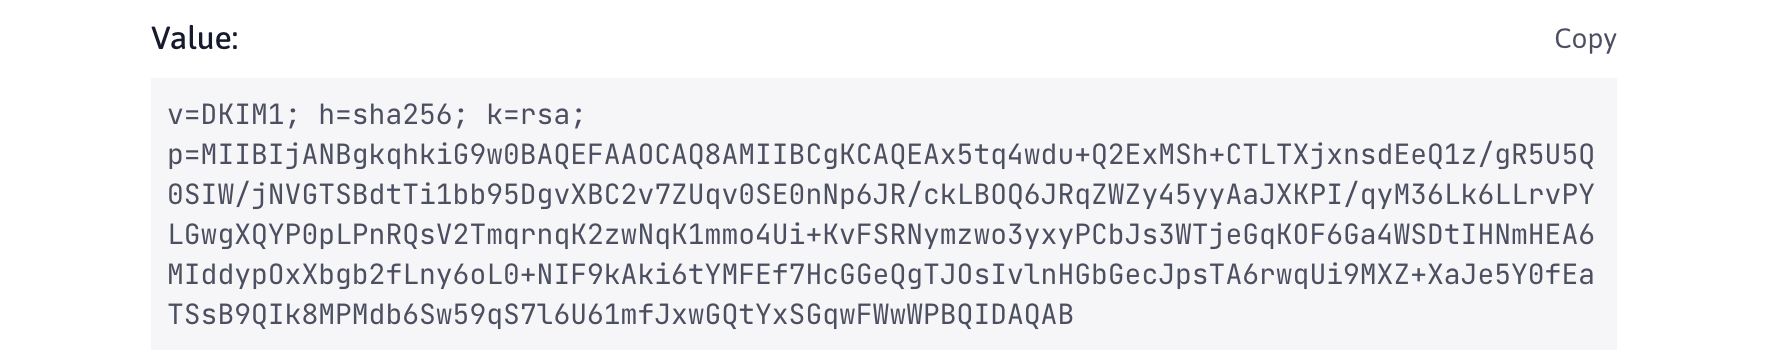 Value:
Copy
v=DKIM1; h=sha256; k=rsa;
p=MIIBIjANBgkqhkiG9w0BAQEFAAOCAQ8AMIIBCgKCAQEAx5tq4wdu+Q2ExMSh+CTLTXjxnsdEeQ1z/gR5U5Q
0SIW/jNVGTSBdtTi1bb95DgvXBC2v7ZUqv0SE0nNp6JR/ckLBOQ6JRqZWZy45yyAaJXKPI/qyM36Lk6LLrvPY
LGwgXQYP0pLPnRQsV2TmqrnqK2zwNqK1mmo4Ui+KvFSRNymzwo3yxyPCbJs3WTjeGqKOF6Ga4WSDtIHNmHEA6
MIddypOxXbgb2fLny6oL0+NIF9kAki6tYMFEf7HcGGeQgTJOsIvlnHGbGecJpsTA6rwqUi9MXZ+XaJe5Y0fEa
TSsB9QIk8MPMdb6Sw59qS7l6U61mfJxwGQtYxSGqwFWwWPBQIDAQAB